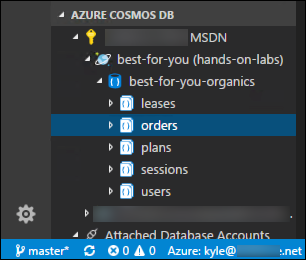 AZURE COSMOS DB
MSDN
best-for-you (hands-on-labs)
best-for-you-organics
leases
orders
plans
sessions
users
Attached Database Accounts
master* 0 0 Azure: kyle@ .net